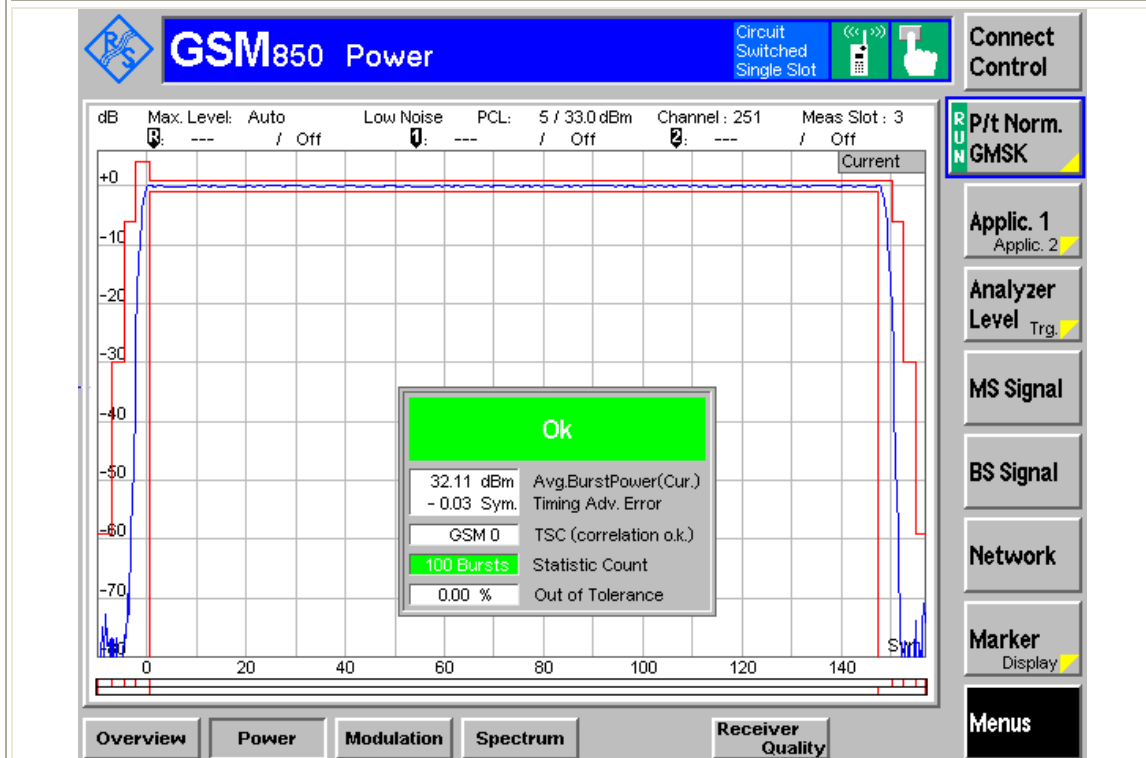 R&S
GSM850 Power
Circuit
Switched
Single Slot
Connect
Control
dB Max. Level: Auto Low Noise PCL: 5 / 33.0 dBm Channel : 251 Meas Slot : 3
R: --- / Off 1: --- / Off 2: --- / Off
Current
RUN
P/t Norm.
GMSK
+0
-10
-20
-30
-40
-50
-60
-70
Applic. 1
Applic. 2
Analyzer
Level Trg.
MS Signal
BS Signal
Network
Marker
Display
Menus
Ok
32.11 dBm Avg.BurstPower(Cur.)
- 0.03 Sym. Timing Adv. Error
GSM 0 TSC (correlation o.k.)
100 Bursts Statistic Count
0.00 % Out of Tolerance
0 20 40 60 80 100 120 140
Overview Power Modulation Spectrum Receiver
Quality